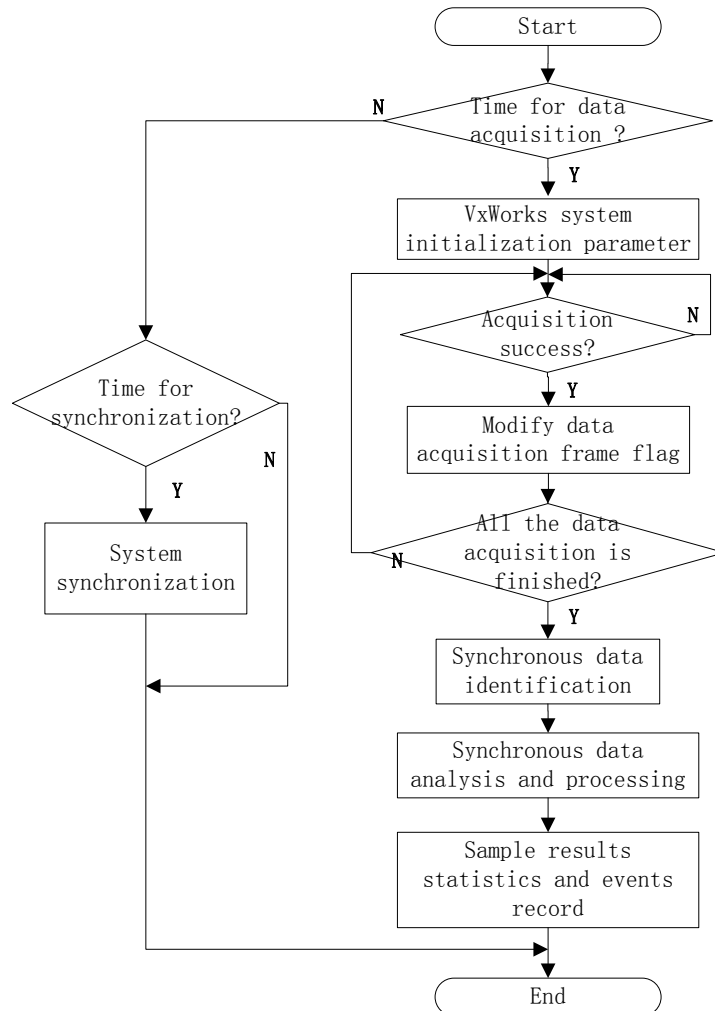 Start
N
Time for data
acquisition ?
Y
VxWorks system
initialization parameter
N
Acquisition
success?
Y
Time for
synchronization?
N
Y
Modify data
acquisition frame flag
System
synchronization
All the data
acquisition is
finished?
N
Y
Synchronous data
identification
Synchronous data
analysis and processing
Sample results
statistics and events
record
End